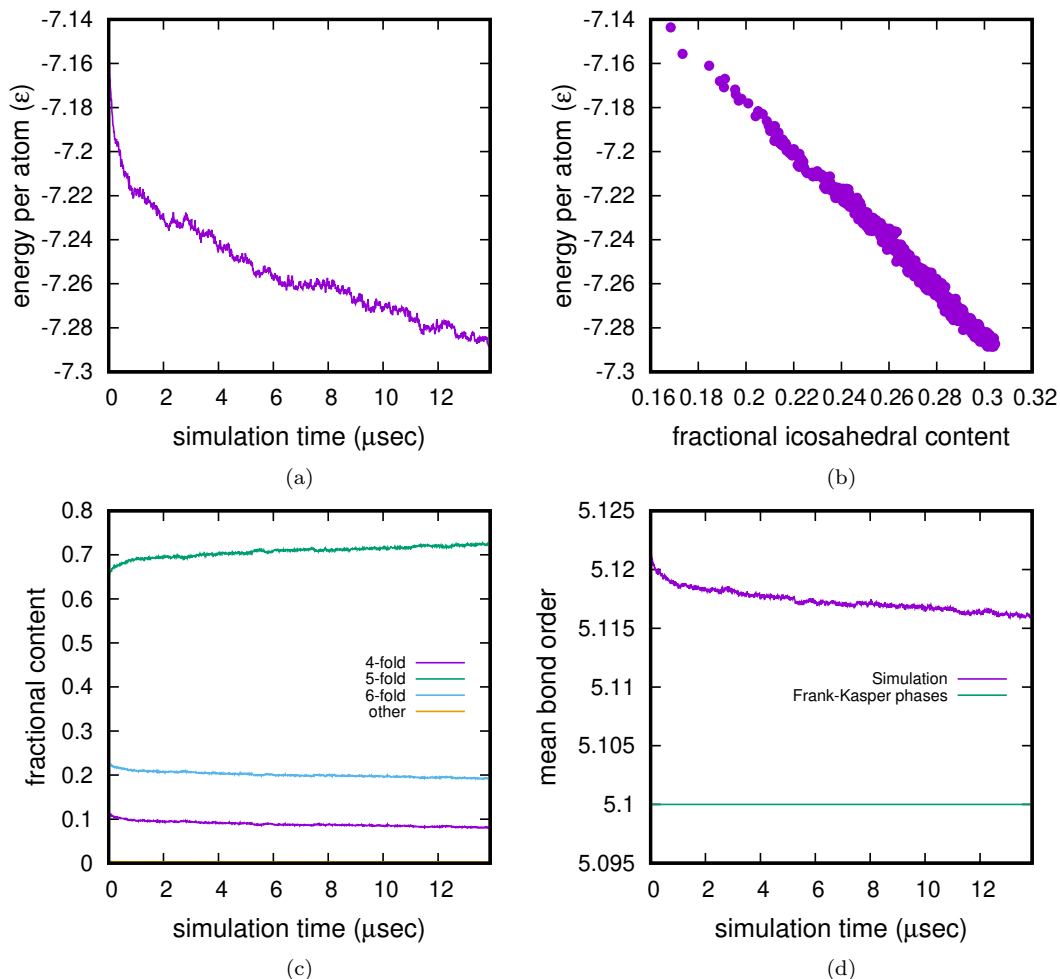 -7.14
-7.16
-7.18
-7.2
-7.22
-7.24
-7.26
-7.28
-7.3
energy per atom (ε)
0 2 4 6 8 10 12
simulation time (μsec)
(a)
-7.14
-7.16
-7.18
-7.2
-7.22
-7.24
-7.26
-7.28
-7.3
energy per atom (ε)
0.16 0.18 0.2 0.22 0.24 0.26 0.28 0.3 0.32
fractional icosahedral content
(b)
0.8
0.7
0.6
0.5
0.4
0.3
0.2
0.1
0
fractional content
4-fold
5-fold
6-fold
other
0 2 4 6 8 10 12
simulation time (μsec)
(c)
5.125
5.12
5.115
5.11
5.105
5.1
5.095
mean bond order
Simulation
Frank-Kasper phases
0 2 4 6 8 10 12
simulation time (μsec)
(d)